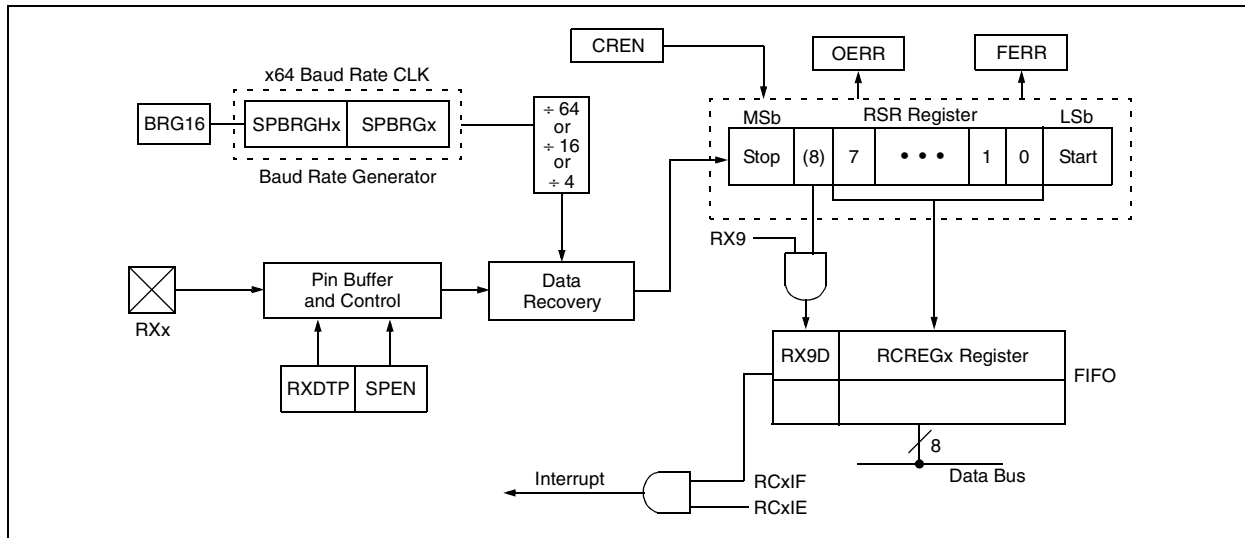 CREN
OERR
FERR
x64 Baud Rate CLK
BRG16
SPBRGHx
SPBRGx
Baud Rate Generator
÷ 64
or
÷ 16
or
÷ 4
MSb
RSR Register
LSb
Stop
(8)
7
• • •
1
0
Start
RX9
RXx
Pin Buffer
and Control
Data
Recovery
RXDTP
SPEN
RX9D
RCREGx Register
FIFO
8
Data Bus
Interrupt
RCxIF
RCxIE